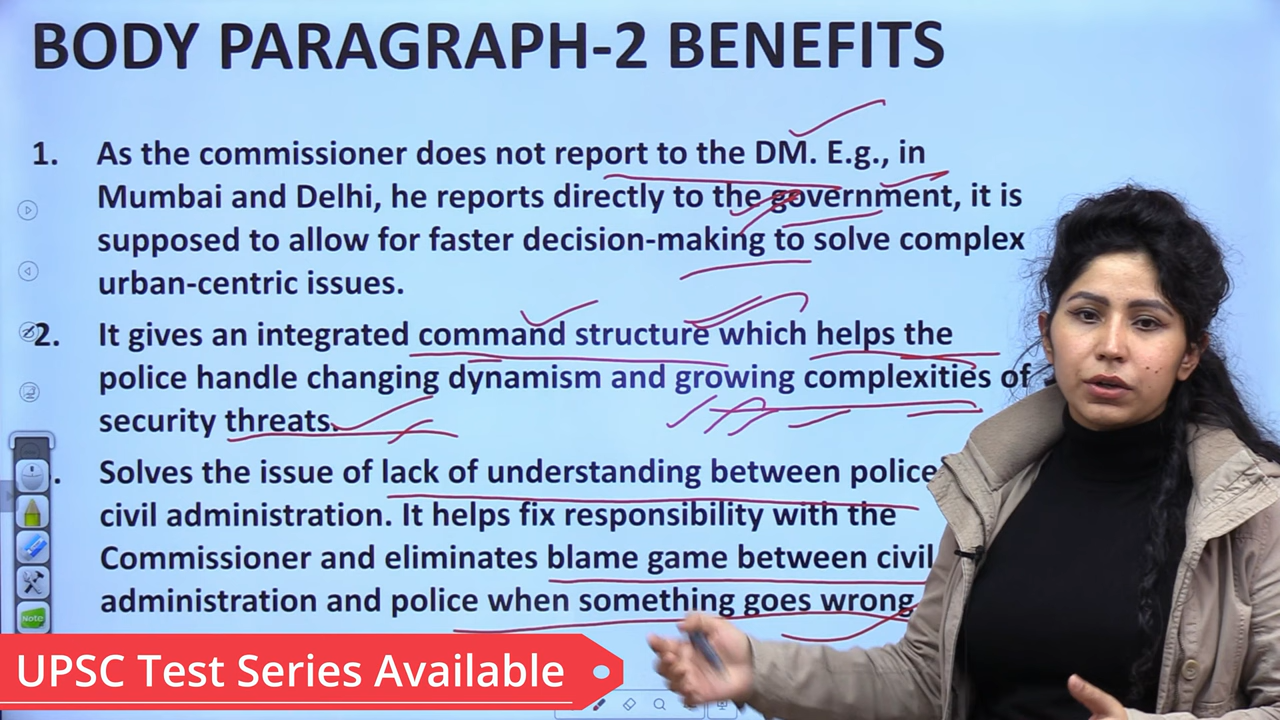 BODY PARAGRAPH-2 BENEFITS
1. As the commissioner does not report to the DM. E.g., in
Mumbai and Delhi, he reports directly to the government, it is
supposed to allow for faster decision-making to solve complex
urban-centric issues.
2. It gives an integrated command structure which helps the
police handle changing dynamism and growing complexities of
security threats.
. Solves the issue of lack of understanding between police
civil administration. It helps fix responsibility with the
Commissioner and eliminates blame game between civil
administration and police when something goes wrong
Note
UPSC Test Series Available